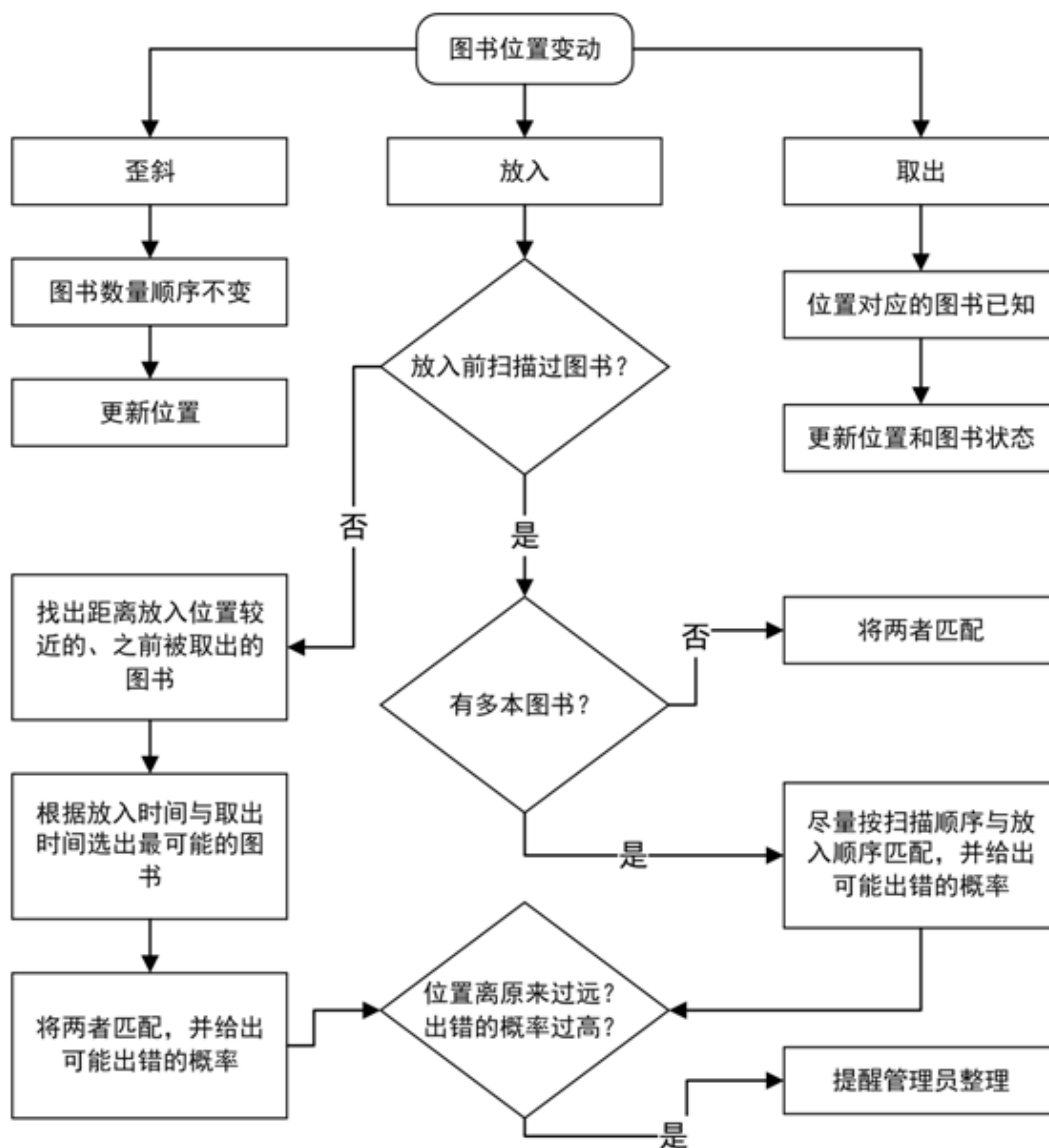 图书位置变动
歪斜
放入
取出
图书数量顺序不变
位置对应的图书已知
放入前扫描过图书?
更新位置
更新位置和图书状态
否
是
找出距离放入位置较
近的、之前被取出的
图书
否
将两者匹配
有多本图书?
根据放入时间与取出
时间选出最可能的图
书
是
尽量按扫描顺序与放
入顺序匹配，并给出
可能出错的概率
将两者匹配，并给出
可能出错的概率
位置离原来过远?
出错的概率过高?
提醒管理员整理
是